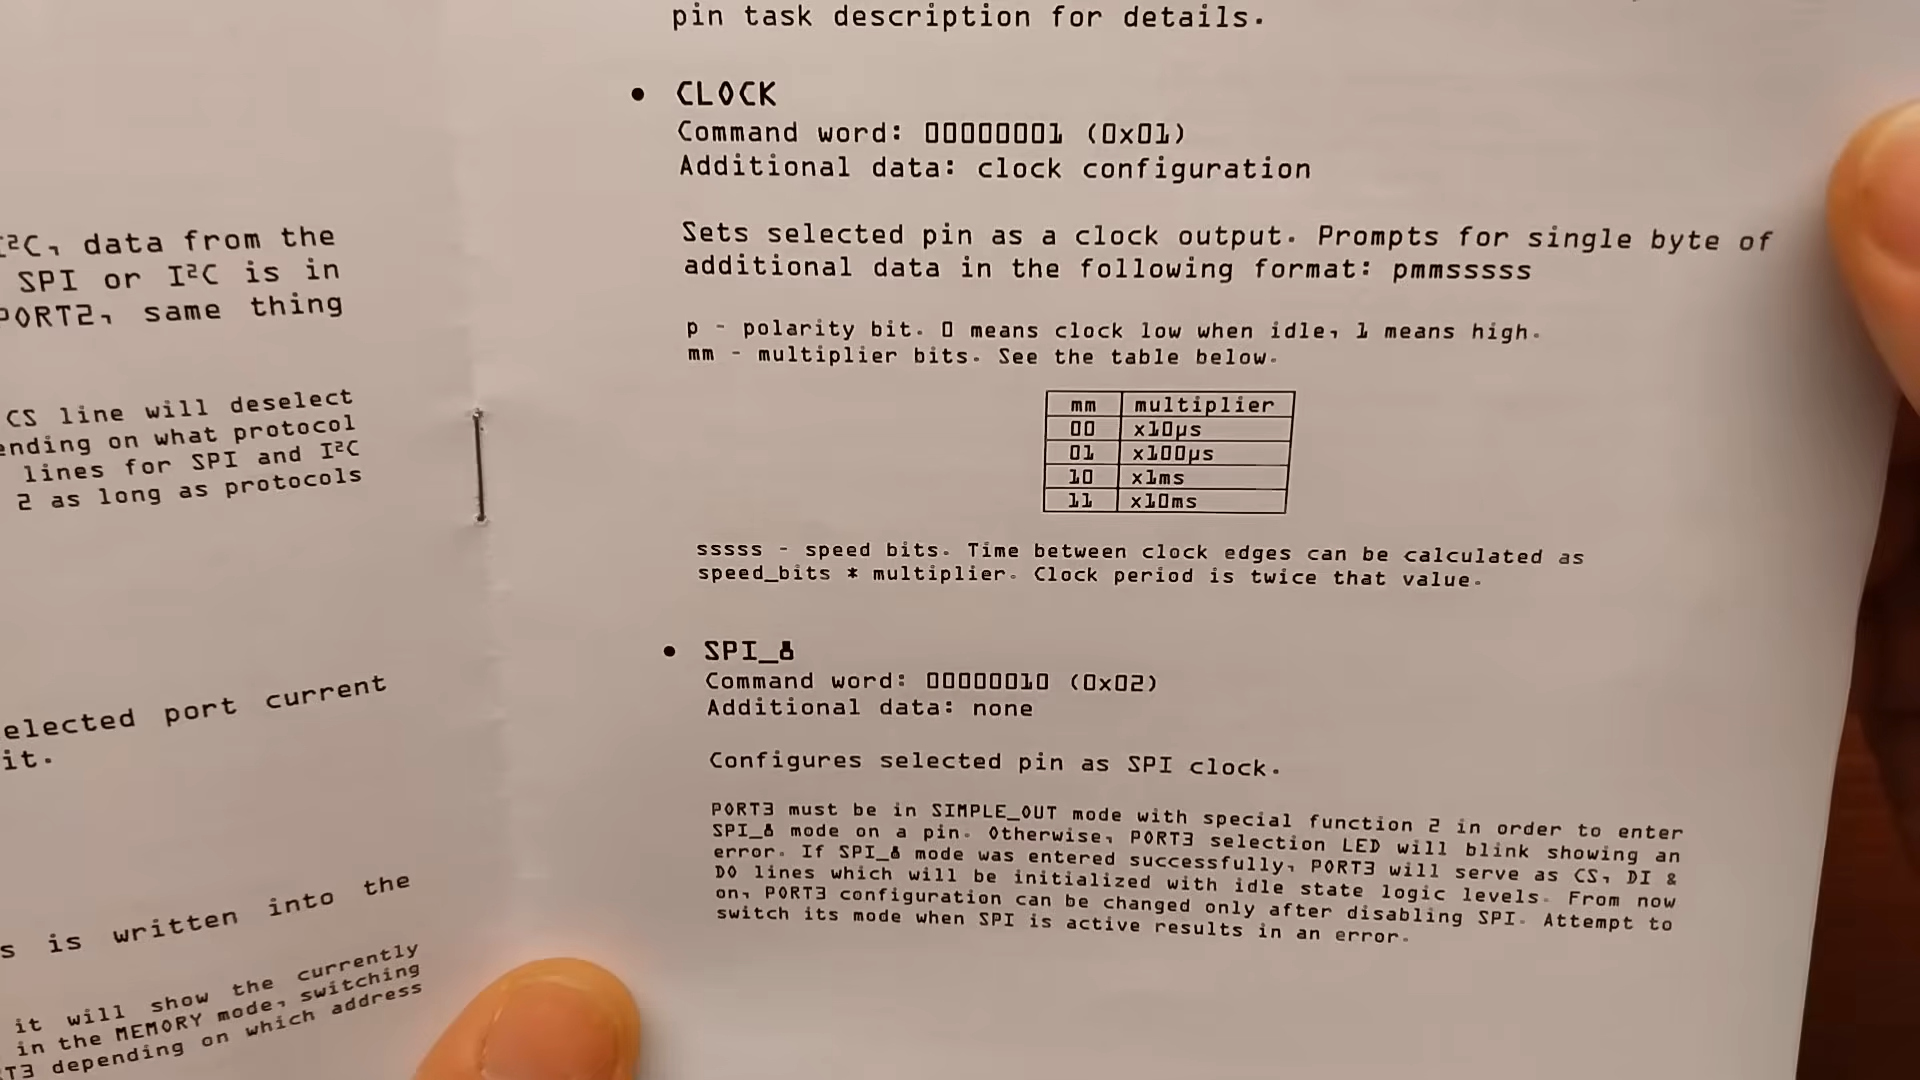 I²C, data from the
SPI or I²C is in
PORT2, same thing
CS line will deselect
ending on what protocol
lines for SPI and I²C
2 as long as protocols
elected port current
it.
s is written into the
it will show the currently
in the MEMORY mode, switching
RT3 depending on which address
pin task description for details.
• CLOCK
Command word: 00000001 (0x01)
Additional data: clock configuration
Sets selected pin as a clock output. Prompts for single byte of
additional data in the following format: pmmsssss
p - polarity bit. 0 means clock low when idle, 1 means high.
mm - multiplier bits. See the table below.
mm multiplier
00 x10µs
01 x100µs
10 x1ms
11 x10ms
sssss - speed bits. Time between clock edges can be calculated as
speed_bits * multiplier. Clock period is twice that value.
• SPI_8
Command word: 00000010 (0x02)
Additional data: none
Configures selected pin as SPI clock.
PORT3 must be in SIMPLE_OUT mode with special function 2 in order to enter
SPI_8 mode on a pin. Otherwise, PORT3 selection LED will blink showing an
error. If SPI_8 mode was entered successfully, PORT3 will serve as CS, DI &
DO lines which will be initialized with idle state logic levels. From now
on, PORT3 configuration can be changed only after disabling SPI. Attempt to
switch its mode when SPI is active results in an error.